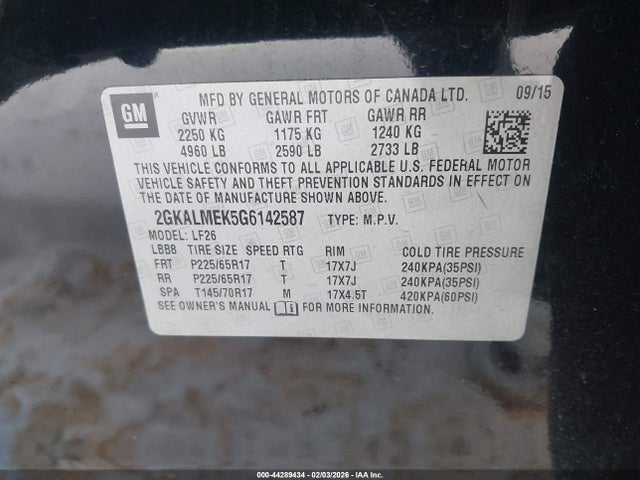 GM
MFD BY GENERAL MOTORS OF CANADA LTD. 09/15
GVWR GAWR FRT GAWR RR
2250 KG 1175 KG 1240 KG
4960 LB 2590 LB 2733 LB
THIS VEHICLE CONFORMS TO ALL APPLICABLE U.S. FEDERAL MOTOR
VEHICLE SAFETY AND THEFT PREVENTION STANDARDS IN EFFECT ON
THE DATE OF MANUFACTURE SHOWN ABOVE.
2GKALMEK5G6142587 TYPE: M.P.V.
MODEL: LF26
LBB8 TIRE SIZE SPEED RTG RIM COLD TIRE PRESSURE
FRT P225/65R17 T 17X7J 240KPA(35PSI)
RR P225/65R17 T 17X7J 240KPA(35PSI)
SPA T145/70R17 M 17X4.5T 420KPA(60PSI)
SEE OWNER'S MANUAL FOR MORE INFORMATION
000-44289434 - 02/03/2026 - IAA Inc.